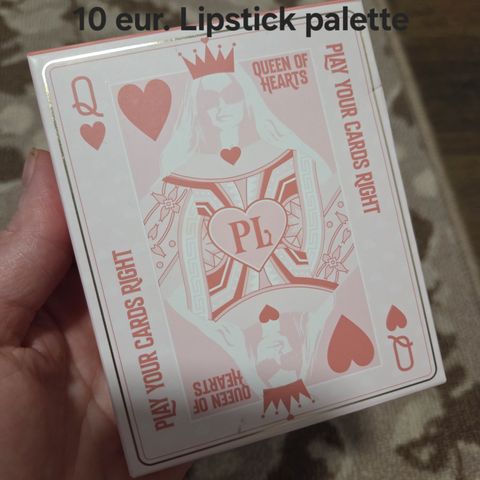 10 eur. Lipstick palette
Q
QUEEN OF
HEARTS
PLAY YOUR CARDS RIGHT
PL
PLAY YOUR CARDS RIGHT
QUEEN OF
HEARTS
Q